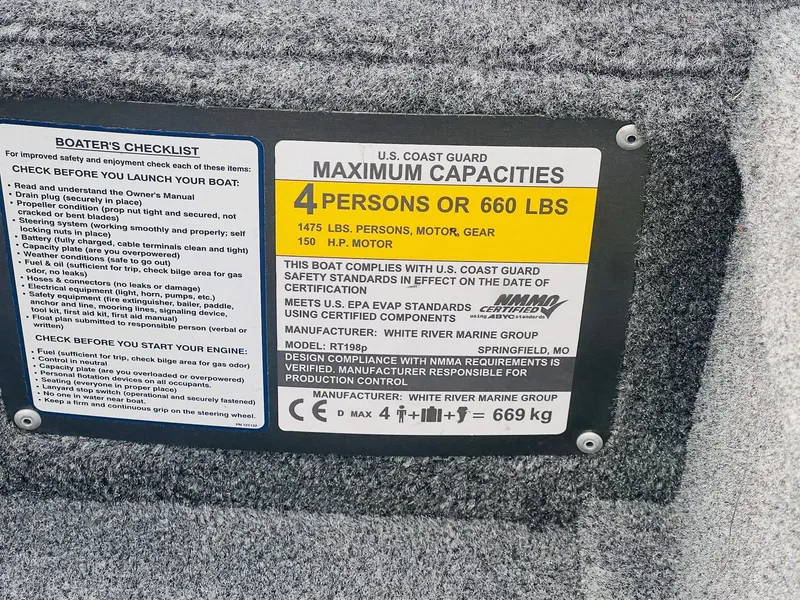 BOATER'S CHECKLIST
For improved safety and enjoyment check each of these items:
CHECK BEFORE YOU LAUNCH YOUR BOAT:
• Read and understand the Owner's Manual
• Drain plug (securely in place)
• Propeller condition (prop nut tight and secured, not
cracked or bent blades)
• Steering system (working smoothly and properly; self
locking nuts in place)
• Battery (fully charged, cable terminals clean and tight)
• Capacity plate (are you overpowered)
• Weather conditions (safe to go out)
• Fuel & oil (sufficient for trip, check bilge area for gas
odor, no leaks)
• Hoses & connectors (no leaks or damage)
• Electrical equipment (light, horn, pumps, etc.)
• Safety equipment (fire extinguisher, bailer, paddle,
anchor and line, mooring lines, signaling device,
tool kit, first aid kit, first aid manual)
• Float plan submitted to responsible person (verbal or
written)
CHECK BEFORE YOU START YOUR ENGINE:
• Fuel (sufficient for trip, check bilge area for gas odor)
• Control in neutral
• Capacity plate (are you overloaded or overpowered)
• Personal flotation devices on all occupants.
• Seating (everyone in proper place)
• Lanyard stop switch (operational and securely fastened)
• No one in water near boat.
• Keep a firm and continuous grip on the steering wheel.
U.S. COAST GUARD
MAXIMUM CAPACITIES
4 PERSONS OR 660 LBS
1475 LBS. PERSONS, MOTOR, GEAR
150 H.P. MOTOR
THIS BOAT COMPLIES WITH U.S. COAST GUARD
SAFETY STANDARDS IN EFFECT ON THE DATE OF
CERTIFICATION
MEETS U.S. EPA EVAP STANDARDS
USING CERTIFIED COMPONENTS
NMMA
CERTIFIED
using ABYC standards
MANUFACTURER: WHITE RIVER MARINE GROUP
MODEL: RT198p SPRINGFIELD, MO
DESIGN COMPLIANCE WITH NMMA REQUIREMENTS IS
VERIFIED. MANUFACTURER RESPONSIBLE FOR
PRODUCTION CONTROL
MANUFACTURER: WHITE RIVER MARINE GROUP
CE D MAX 4 + + = 669 kg